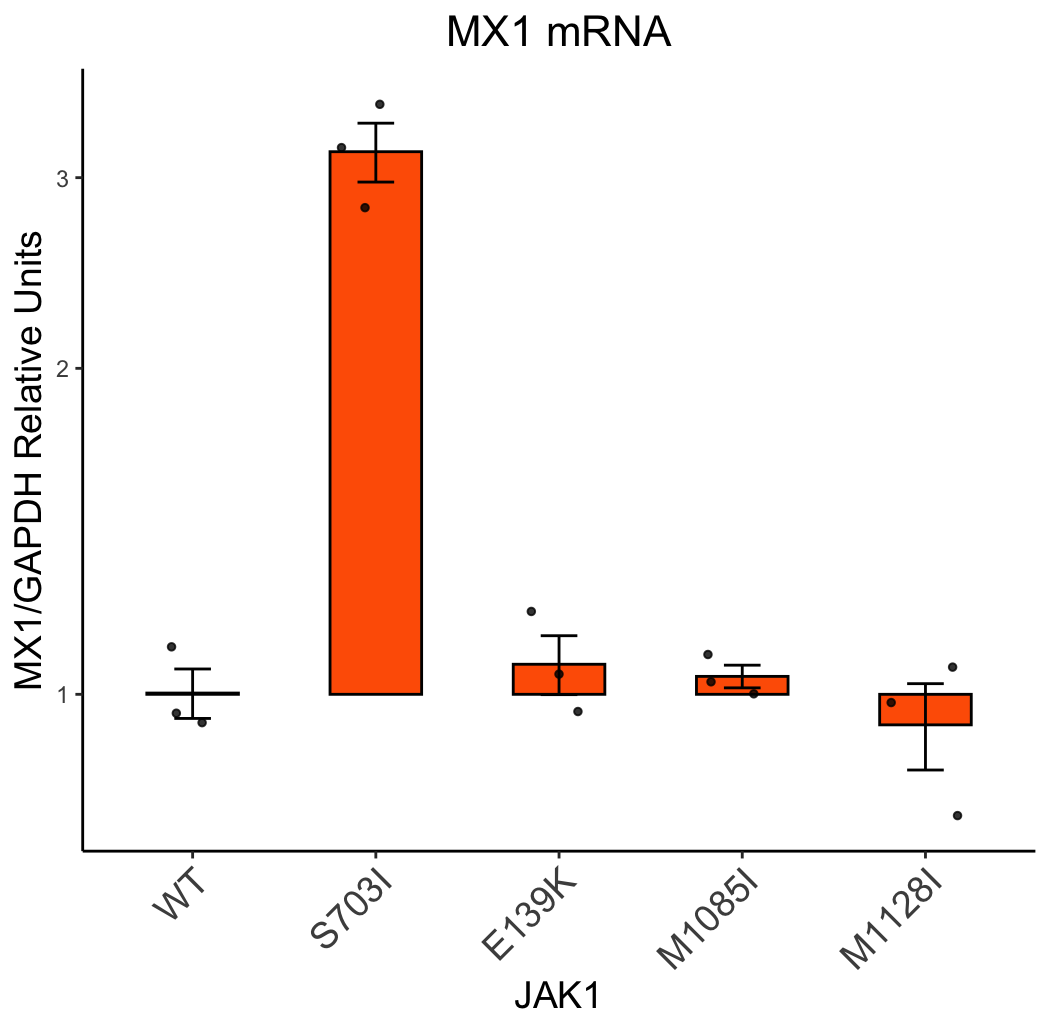 MX1 mRNA
MX1/GAPDH Relative Units
3
2
1
WT
S703I
E139K
M1085I
M1128I
JAK1